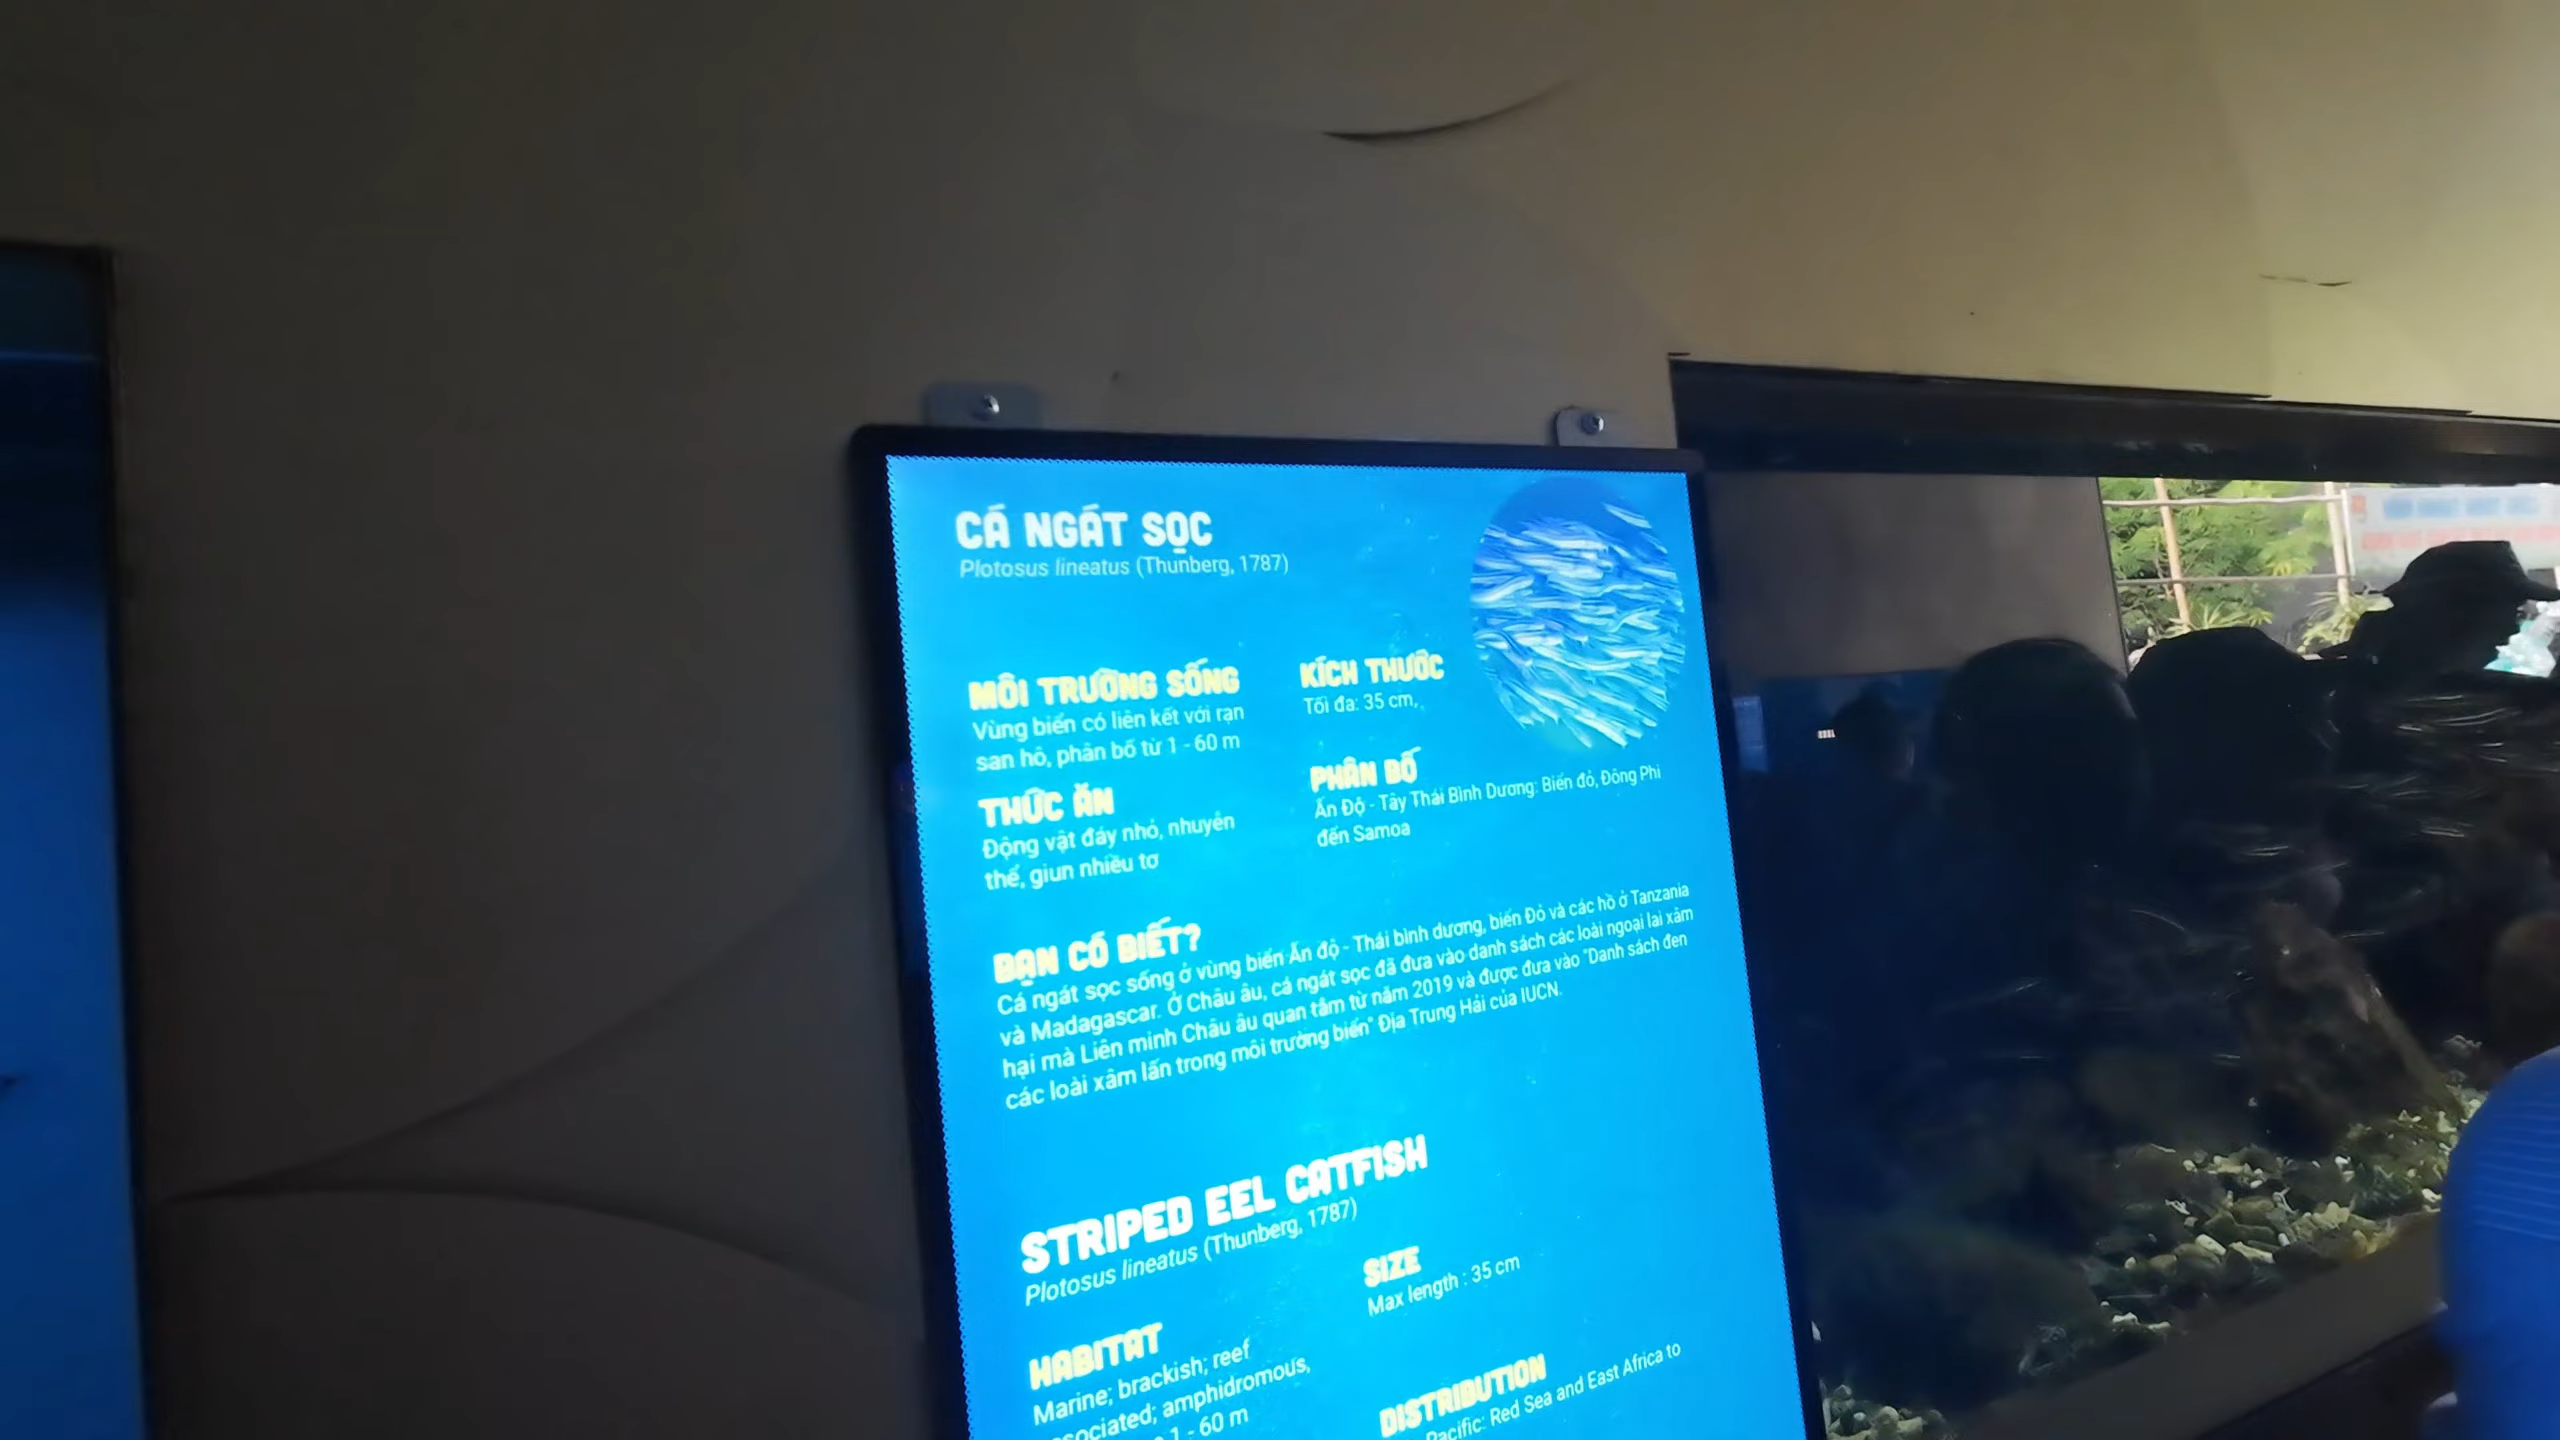 CÁ NGÁT SỌC
Plotosus lineatus (Thunberg, 1787)
MÔI TRƯỜNG SỐNG
Vùng biển có liên kết với rạn
san hô, phân bố từ 1 - 60 m
KÍCH THƯỚC
Tối đa: 35 cm,
THỨC ĂN
Động vật đáy nhỏ, nhuyễn
thể, giun nhiều tơ
PHÂN BỐ
Ấn Độ - Tây Thái Bình Dương: Biển đỏ, Đông Phi
đến Samoa
BẠN CÓ BIẾT?
Cá ngát sọc sống ở vùng biển Ấn độ - Thái bình dương, biển Đỏ và các hồ ở Tanzania
và Madagascar. Ở Châu âu, cá ngát sọc đã đưa vào danh sách các loài ngoại lai xâm
hại mà Liên minh Châu âu quan tâm từ năm 2019 và được đưa vào "Danh sách đen
các loài xâm lấn trong môi trường biển" Địa Trung Hải của IUCN.
STRIPED EEL CATFISH
Plotosus lineatus (Thunberg, 1787)
HABITAT
Marine; brackish; reef
sociated; amphidromous,
1 - 60 m
SIZE
Max length : 35 cm
DISTRIBUTION
Pacific: Red Sea and East Africa to